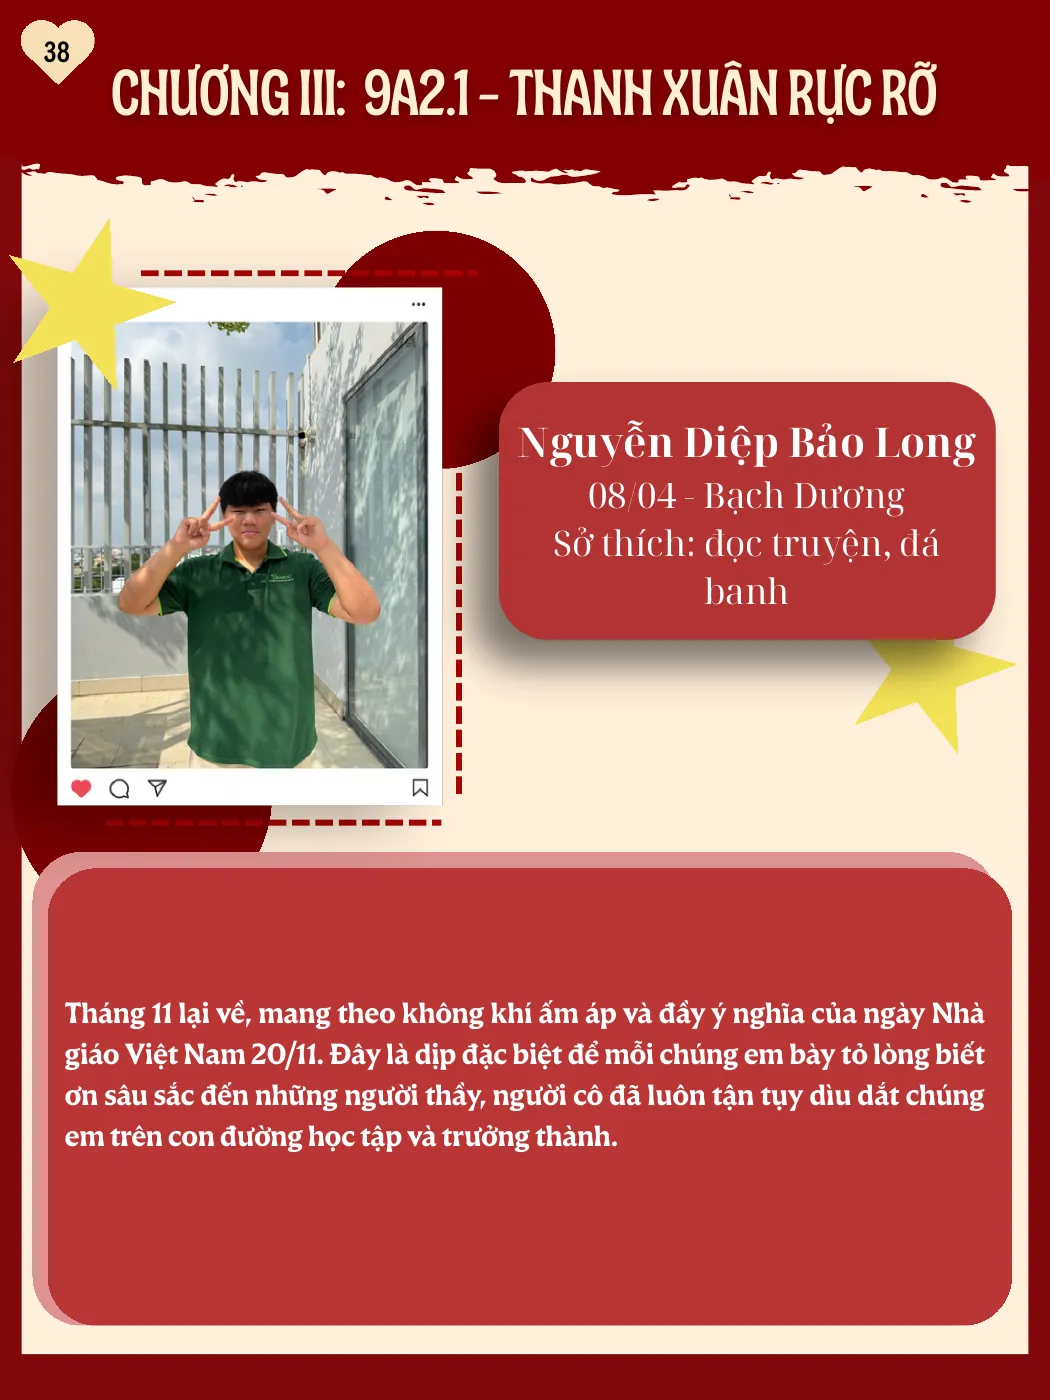 38
CHƯƠNG III: 9A2.1 - THANH XUÂN RỰC RỠ
Nguyễn Diệp Bảo Long
08/04 - Bạch Dương
Sở thích: đọc truyện, đá
banh
Tháng 11 lại về, mang theo không khí ấm áp và đầy ý nghĩa của ngày Nhà
giáo Việt Nam 20/11. Đây là dịp đặc biệt để mỗi chúng em bày tỏ lòng biết
ơn sâu sắc đến những người thầy, người cô đã luôn tận tụy dìu dắt chúng
em trên con đường học tập và trưởng thành.